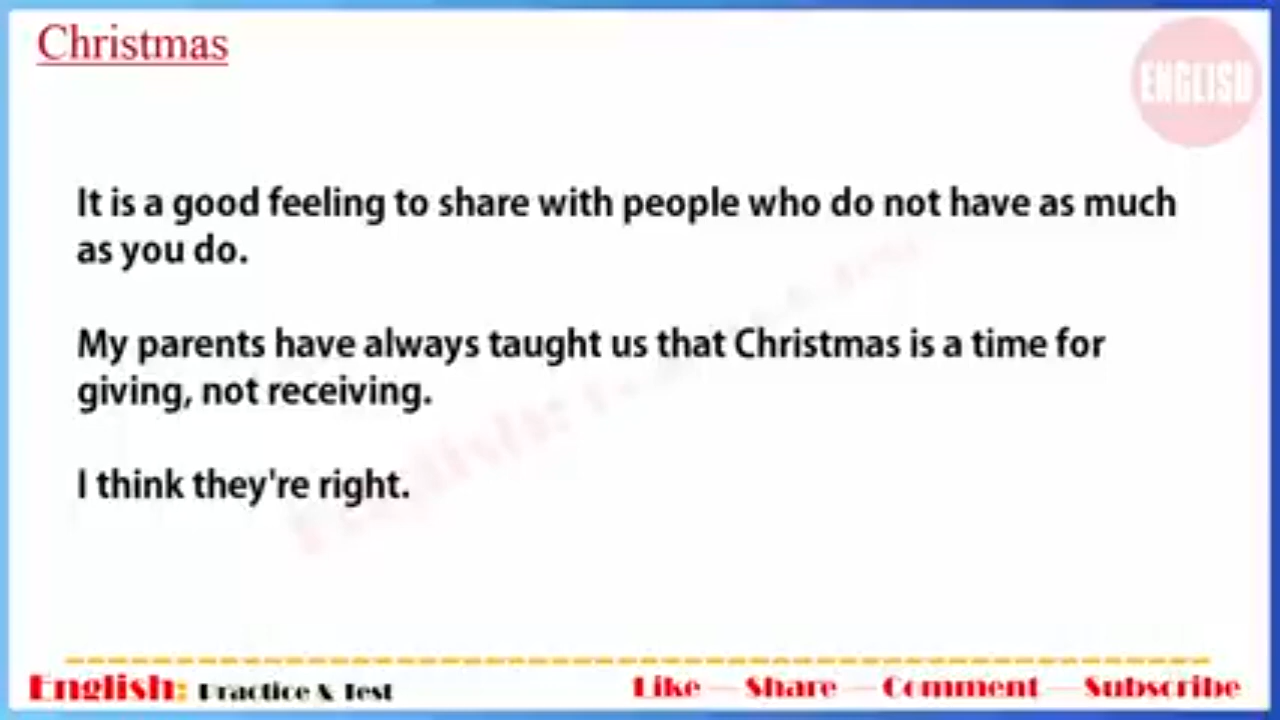 Christmas
ENGLISH
It is a good feeling to share with people who do not have as much
as you do.
My parents have always taught us that Christmas is a time for
giving, not receiving.
I think they're right.
English: Practice & Test
Like — Share — Comment — Subscribe